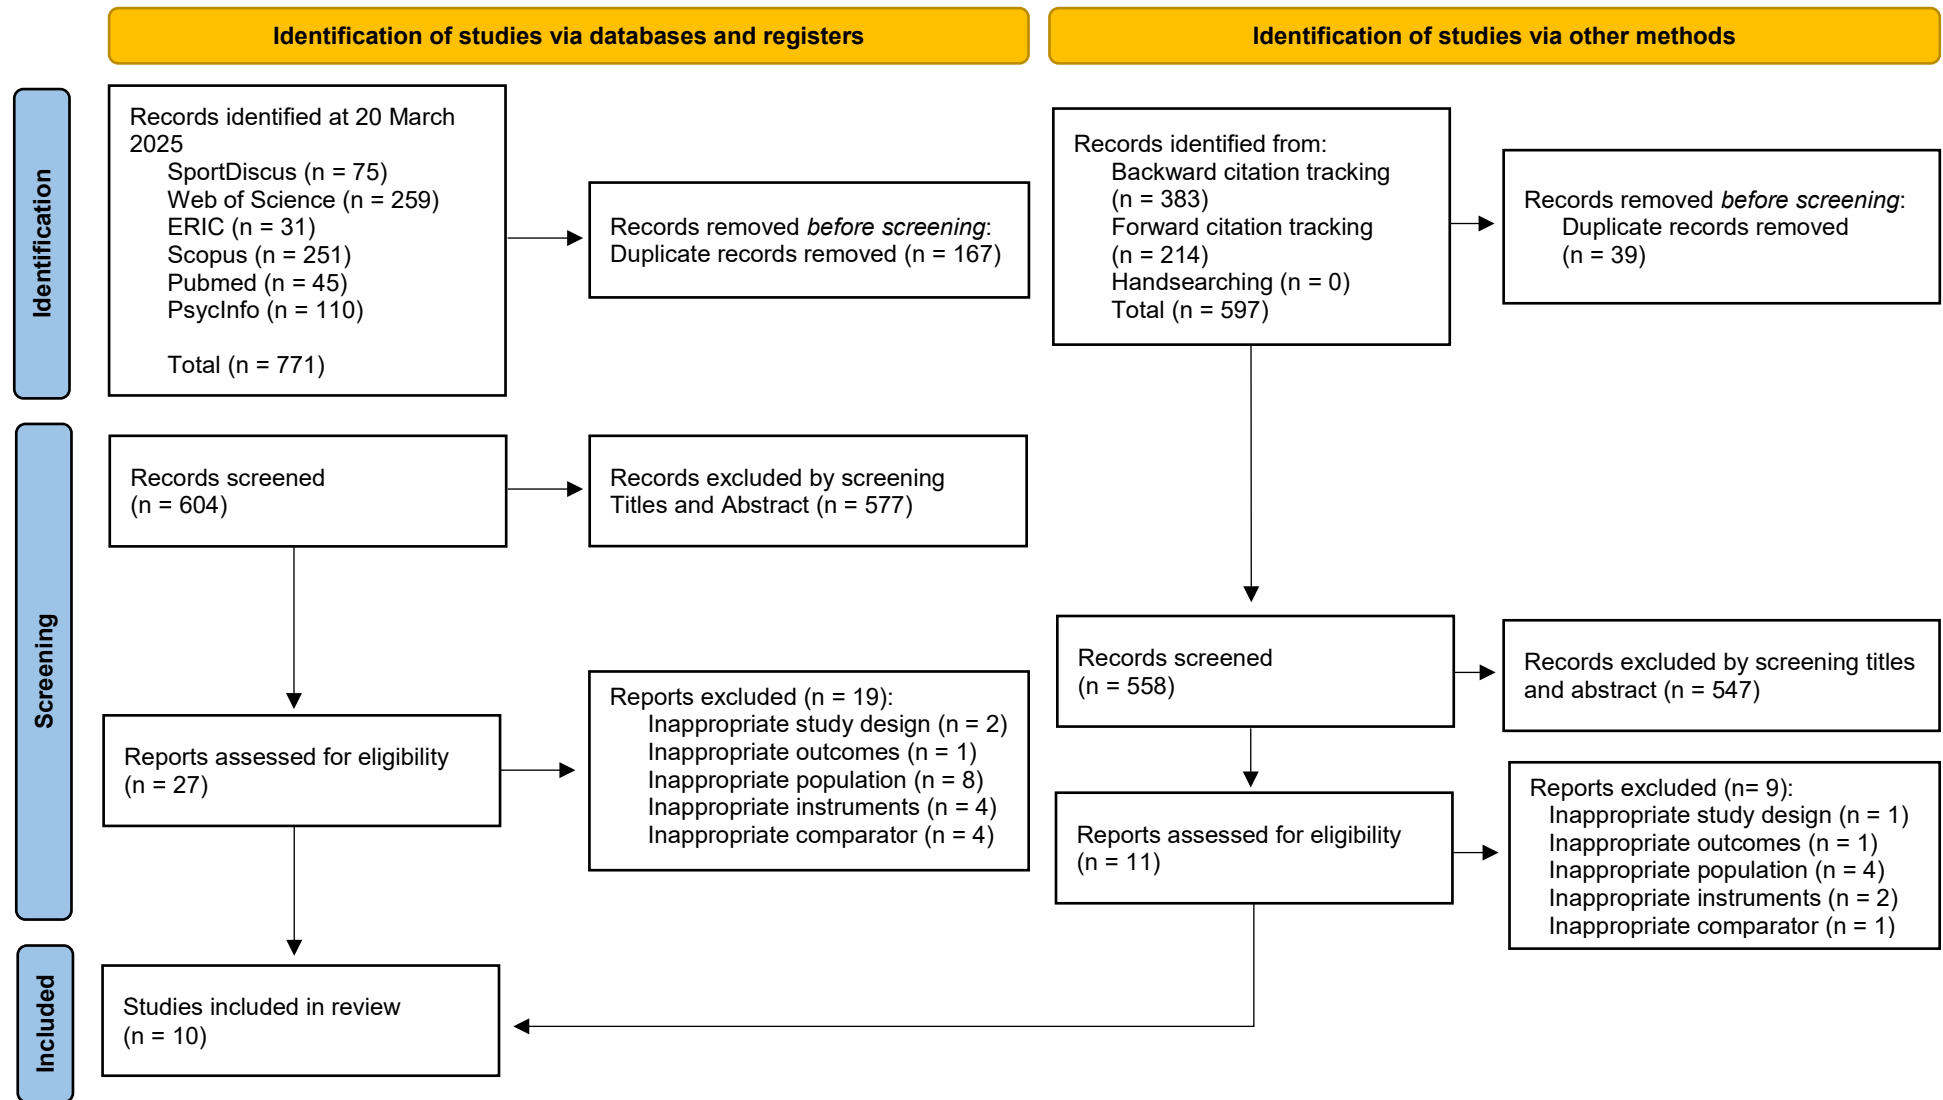 Identification of studies via databases and registers
Identification of studies via other methods
Identification
Records identified at 20 March
2025
SportDiscus (n = 75)
Web of Science (n = 259)
ERIC (n = 31)
Scopus (n = 251)
Pubmed (n = 45)
PsycInfo (n = 110)
Total (n = 771)
Records removed before screening:
Duplicate records removed (n = 167)
Records identified from:
Backward citation tracking
(n = 383)
Forward citation tracking
(n = 214)
Handsearching (n = 0)
Total (n = 597)
Records removed before screening:
Duplicate records removed
(n = 39)
Screening
Records screened
(n = 604)
Records excluded by screening
Titles and Abstract (n = 577)
Reports assessed for eligibility
(n = 27)
Reports excluded (n = 19):
Inappropriate study design (n = 2)
Inappropriate outcomes (n = 1)
Inappropriate population (n = 8)
Inappropriate instruments (n = 4)
Inappropriate comparator (n = 4)
Records screened
(n = 558)
Records excluded by screening titles
and abstract (n = 547)
Reports assessed for eligibility
(n = 11)
Reports excluded (n= 9):
Inappropriate study design (n = 1)
Inappropriate outcomes (n = 1)
Inappropriate population (n = 4)
Inappropriate instruments (n = 2)
Inappropriate comparator (n = 1)
Included
Studies included in review
(n = 10)